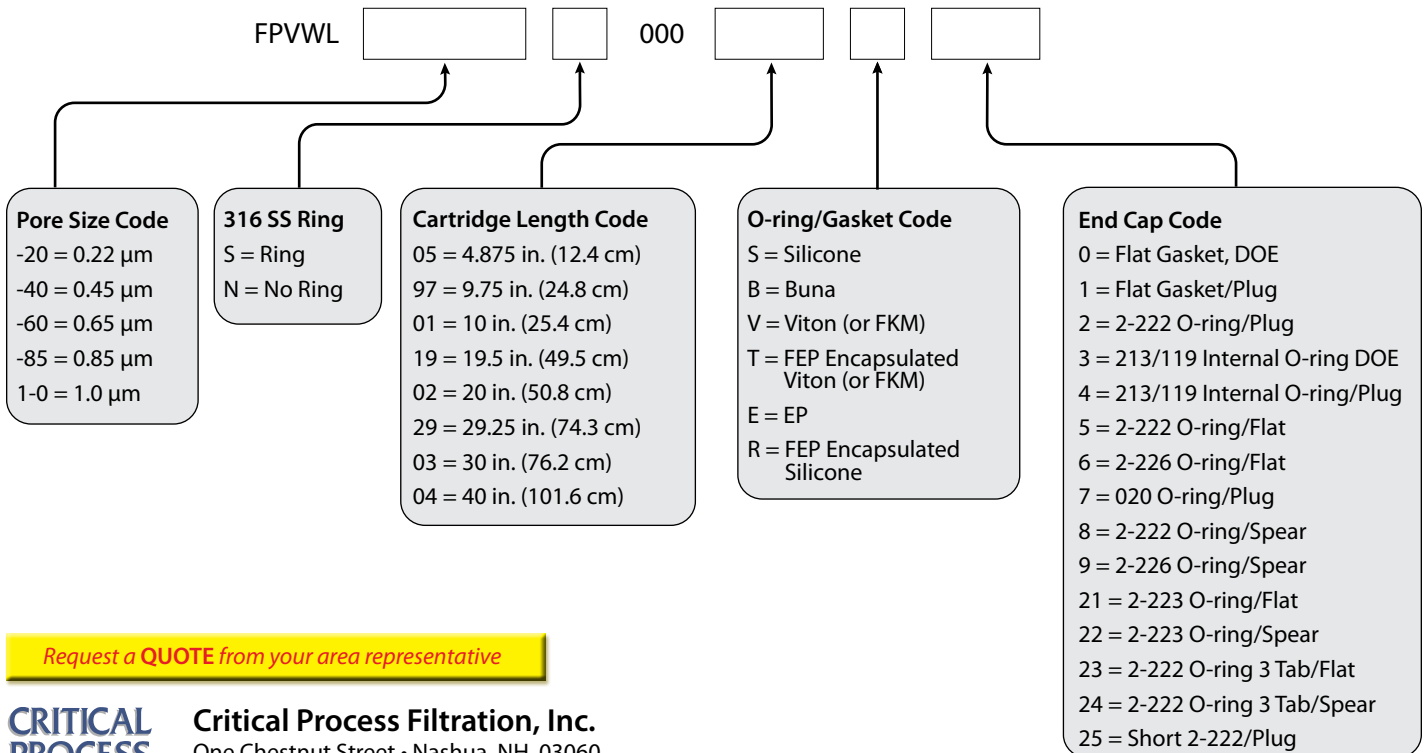 FPVWL 000
Pore Size Code
-20 = 0.22 µm
-40 = 0.45 µm
-60 = 0.65 µm
-85 = 0.85 µm
1-0 = 1.0 µm
316 SS Ring
S = Ring
N = No Ring
Cartridge Length Code
05 = 4.875 in. (12.4 cm)
97 = 9.75 in. (24.8 cm)
01 = 10 in. (25.4 cm)
19 = 19.5 in. (49.5 cm)
02 = 20 in. (50.8 cm)
29 = 29.25 in. (74.3 cm)
03 = 30 in. (76.2 cm)
04 = 40 in. (101.6 cm)
O-ring/Gasket Code
S = Silicone
B = Buna
V = Viton (or FKM)
T = FEP Encapsulated
Viton (or FKM)
E = EP
R = FEP Encapsulated
Silicone
End Cap Code
0 = Flat Gasket, DOE
1 = Flat Gasket/Plug
2 = 2-222 O-ring/Plug
3 = 213/119 Internal O-ring DOE
4 = 213/119 Internal O-ring/Plug
5 = 2-222 O-ring/Flat
6 = 2-226 O-ring/Flat
7 = 020 O-ring/Plug
8 = 2-222 O-ring/Spear
9 = 2-226 O-ring/Spear
21 = 2-223 O-ring/Flat
22 = 2-223 O-ring/Spear
23 = 2-222 O-ring 3 Tab/Flat
24 = 2-222 O-ring 3 Tab/Spear
25 = Short 2-222/Plug
Request a QUOTE from your area representative
CRITICAL
PROCESS
Critical Process Filtration, Inc.
One Chestnut Street • Nashua, NH 03060